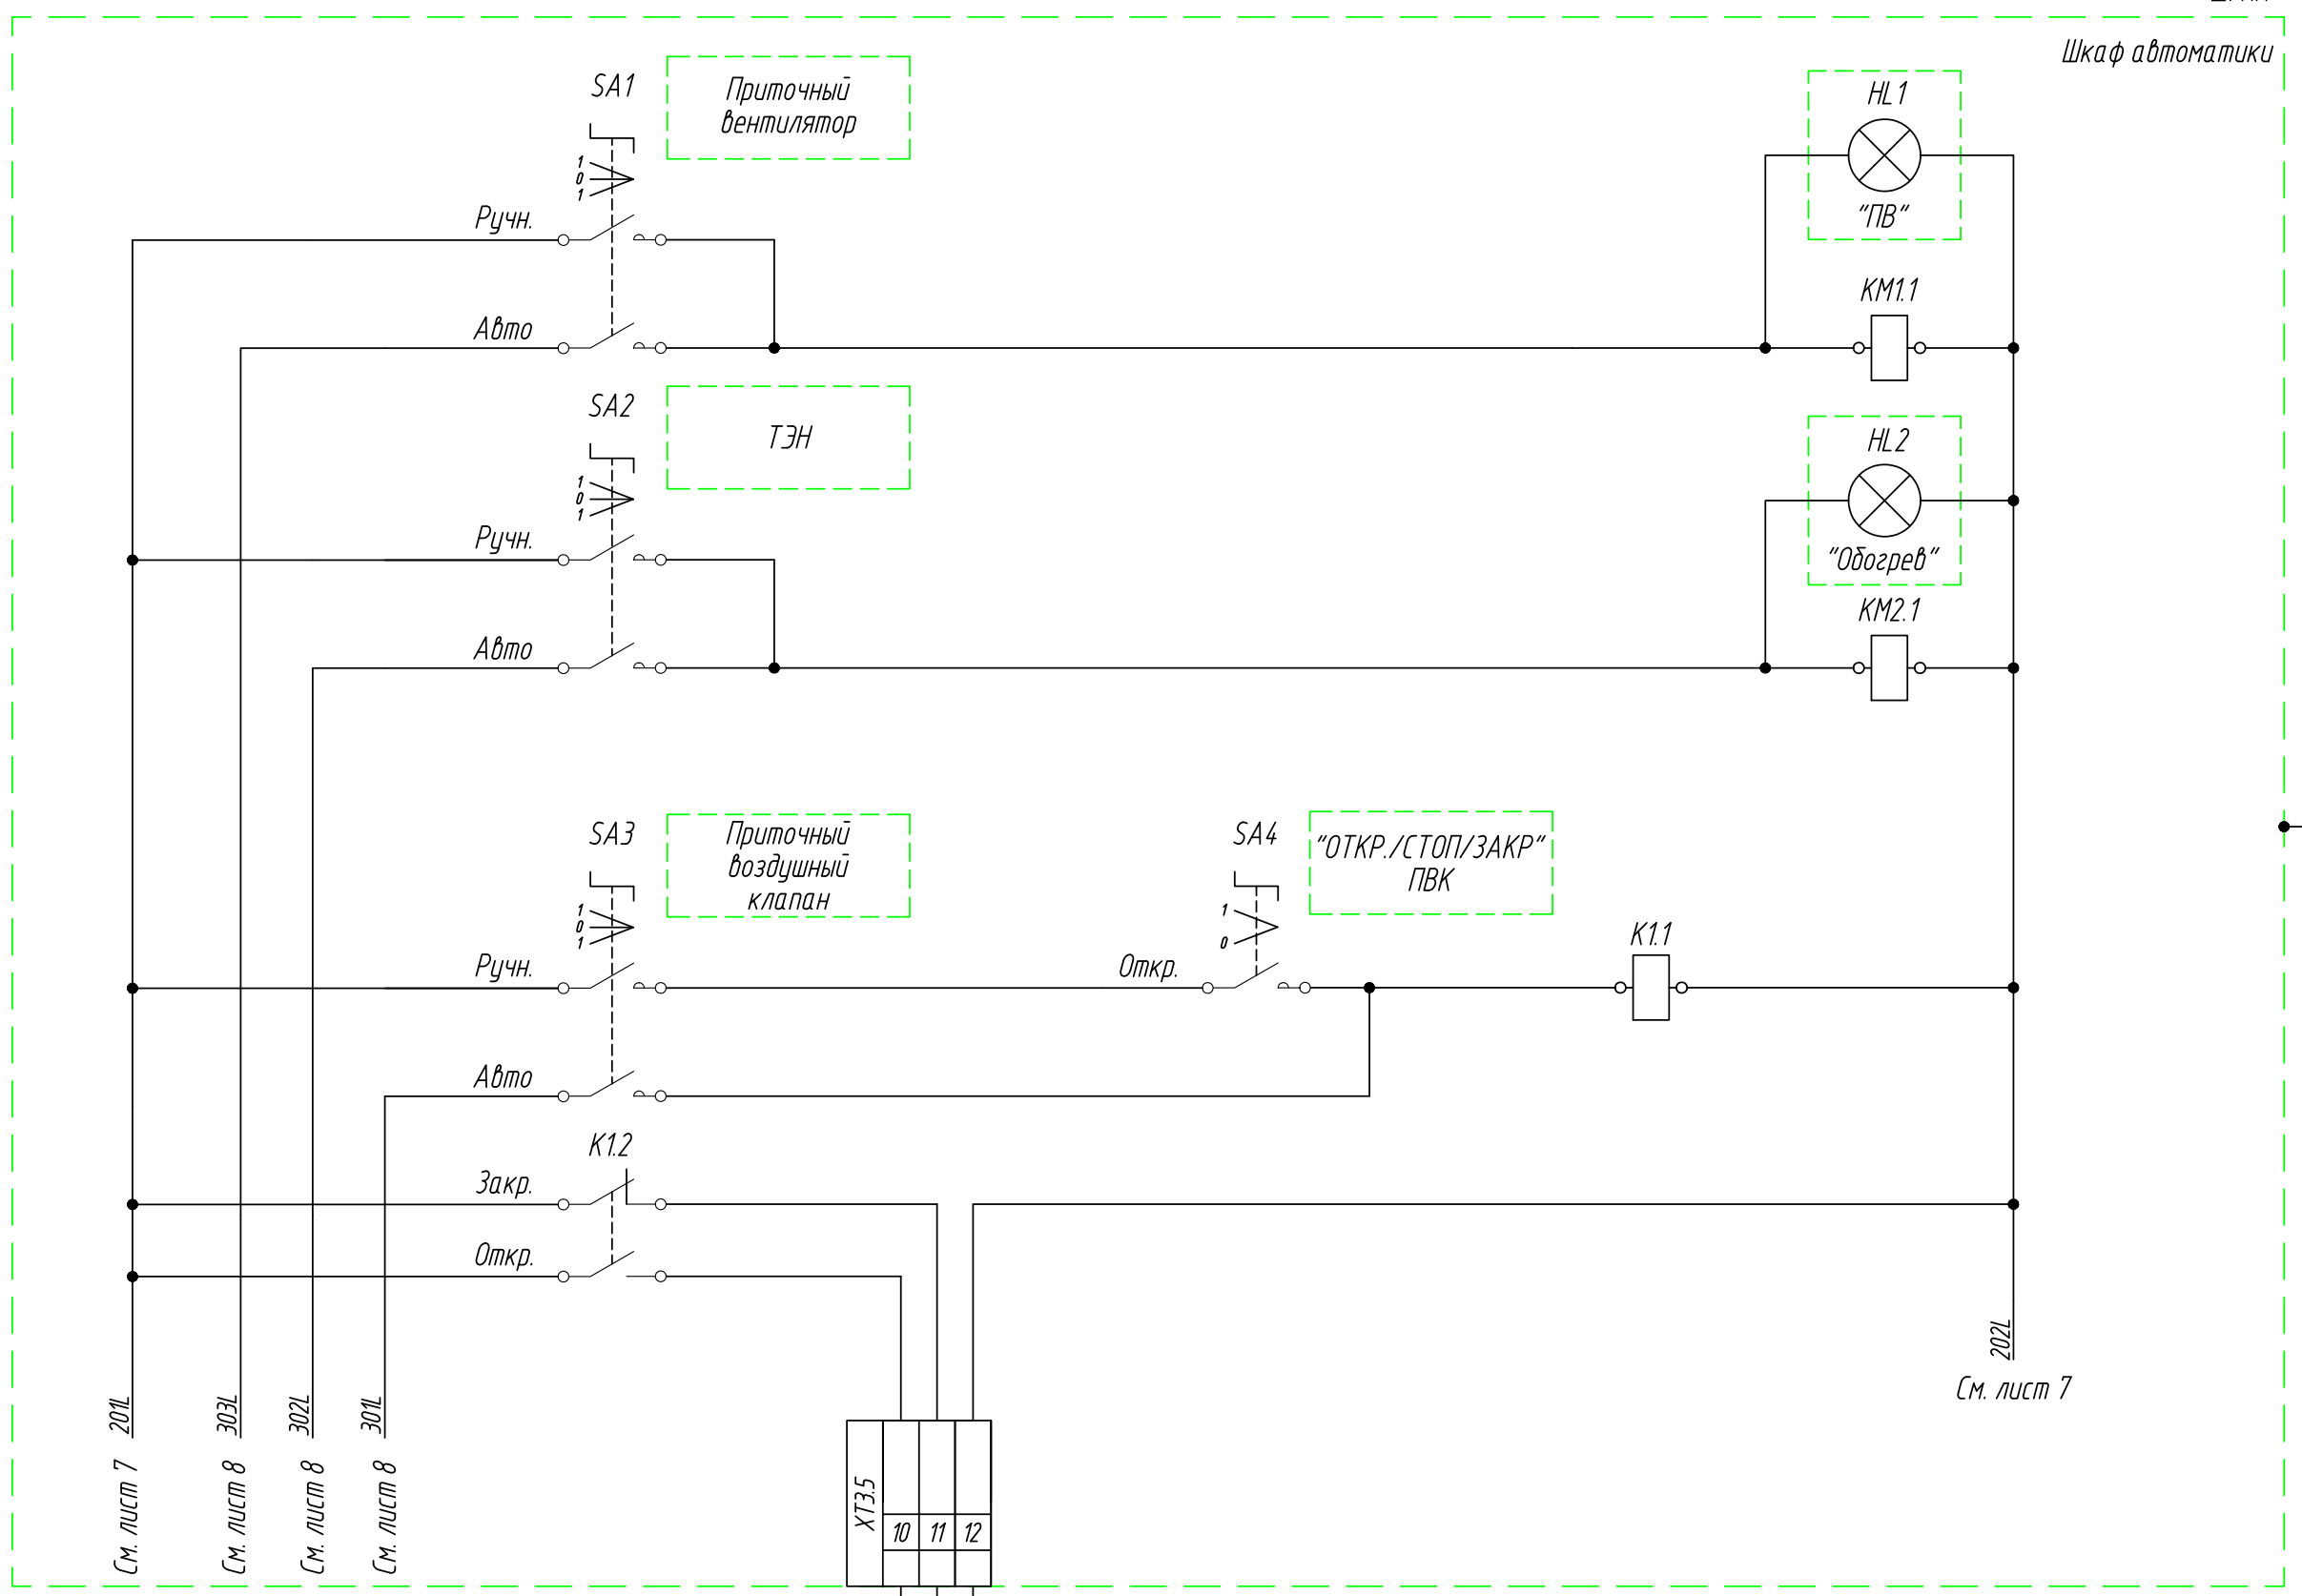 Шкаф автоматики
SA1
Приточный
вентилятор
1
0
1
Ручн.
Авто
HL1
"ПВ"
KM1.1
SA2
ТЭН
1
0
1
Ручн.
Авто
HL2
"Обогрев"
KM2.1
SA3
Приточный
воздушный
клапан
1
0
1
Ручн.
Авто
SA4
"ОТКР./СТОП/ЗАКР"
ПВК
1
0
Откр.
K1.1
K1.2
Закр.
Откр.
201L
См. лист 7
303L
См. лист 8
302L
См. лист 8
301L
См. лист 8
XT3.5
10
11
12
202L
См. лист 7